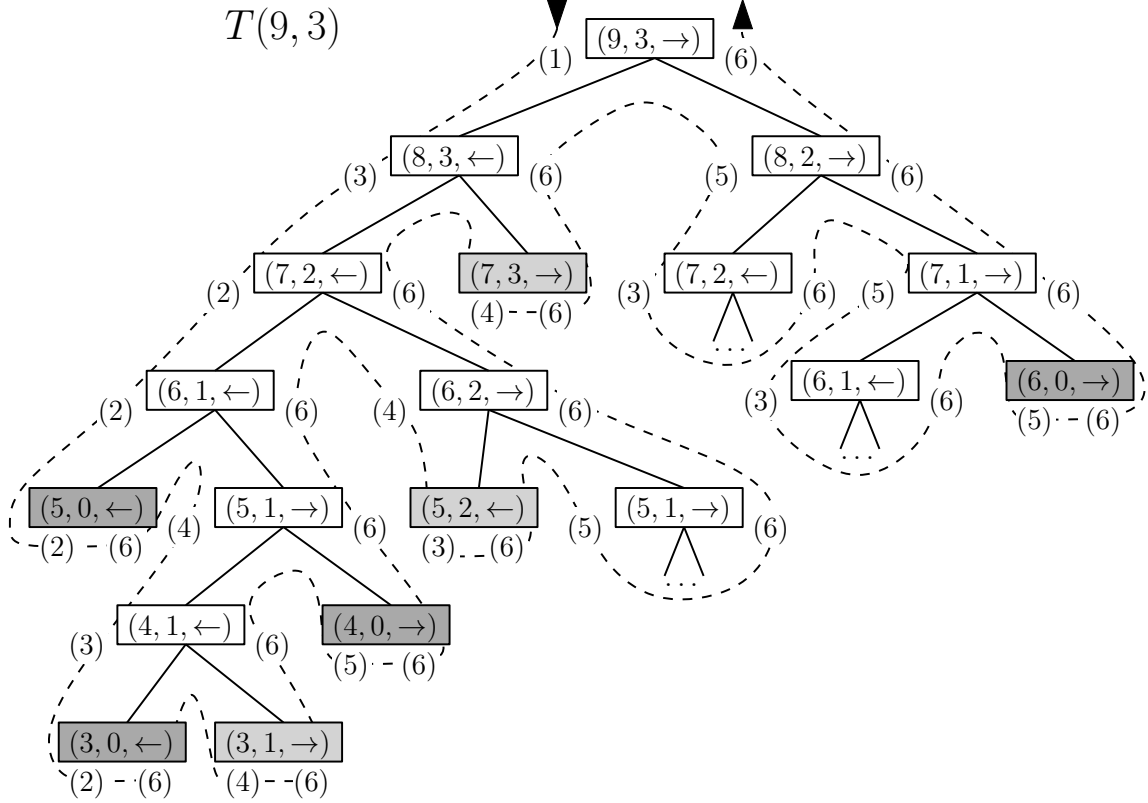 T(9, 3)
(9, 3, →)
(1)
(6)
(8, 3, ←)
(8, 2, →)
(3)
(6)
(5)
(6)
(7, 2, ←)
(7, 3, →)
(7, 2, ←)
(7, 1, →)
(2)
(6)
(4)
(6)
(3)
(6)
(5)
(6)
...
(6, 1, ←)
(6, 2, →)
(6, 1, ←)
(6, 0, →)
(2)
(6)
(4)
(6)
(3)
(6)
(5)
(6)
...
(5, 0, ←)
(5, 1, →)
(5, 2, ←)
(5, 1, →)
(2)
(6)
(4)
(6)
(3)
(6)
(5)
(6)
...
(4, 1, ←)
(4, 0, →)
(3)
(6)
(5)
(6)
(3, 0, ←)
(3, 1, →)
(2)
(6)
(4)
(6)